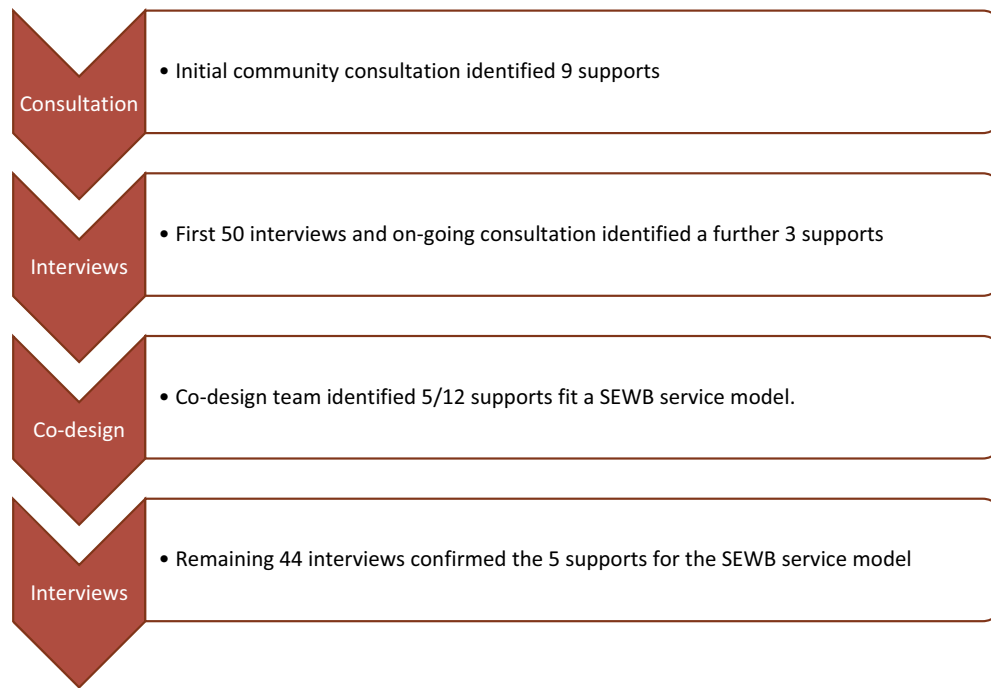 Consultation
• Initial community consultation identified 9 supports
Interviews
• First 50 interviews and on-going consultation identified a further 3 supports
Co-design
• Co-design team identified 5/12 supports fit a SEWB service model.
Interviews
• Remaining 44 interviews confirmed the 5 supports for the SEWB service model